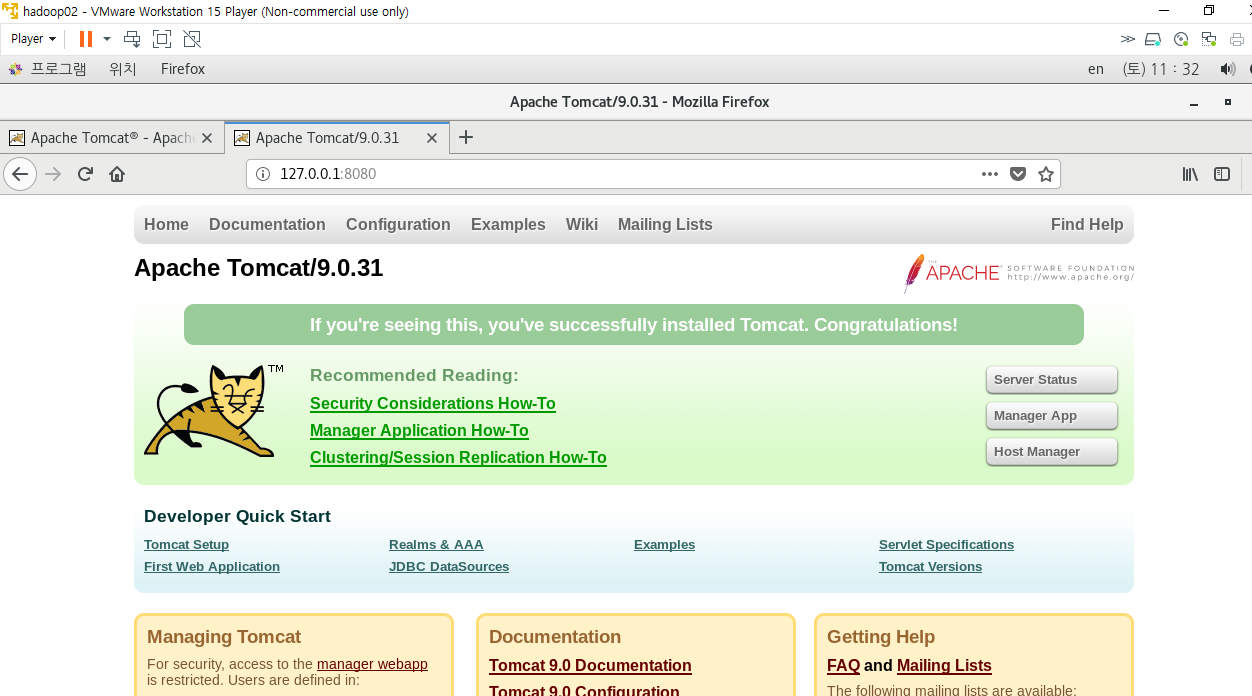 hadoop02 - VMware Workstation 15 Player (Non-commercial use only)
Player
프로그램 위치 Firefox en (토) 11 : 32
Apache Tomcat/9.0.31 - Mozilla Firefox
Apache Tomcat® - Apache Apache Tomcat/9.0.31
127.0.0.1:8080
Home Documentation Configuration Examples Wiki Mailing Lists Find Help
Apache Tomcat/9.0.31
THE APACHE SOFTWARE FOUNDATION
http://www.apache.org/
If you're seeing this, you've successfully installed Tomcat. Congratulations!
TM
Recommended Reading:
Security Considerations How-To
Manager Application How-To
Clustering/Session Replication How-To
Server Status
Manager App
Host Manager
Developer Quick Start
Tomcat Setup Realms & AAA Examples Servlet Specifications
First Web Application JDBC DataSources Tomcat Versions
Managing Tomcat
For security, access to the manager webapp
is restricted. Users are defined in:
Documentation
Tomcat 9.0 Documentation
Tomcat 9.0 Configuration
Getting Help
FAQ and Mailing Lists
The following mailing lists are available: